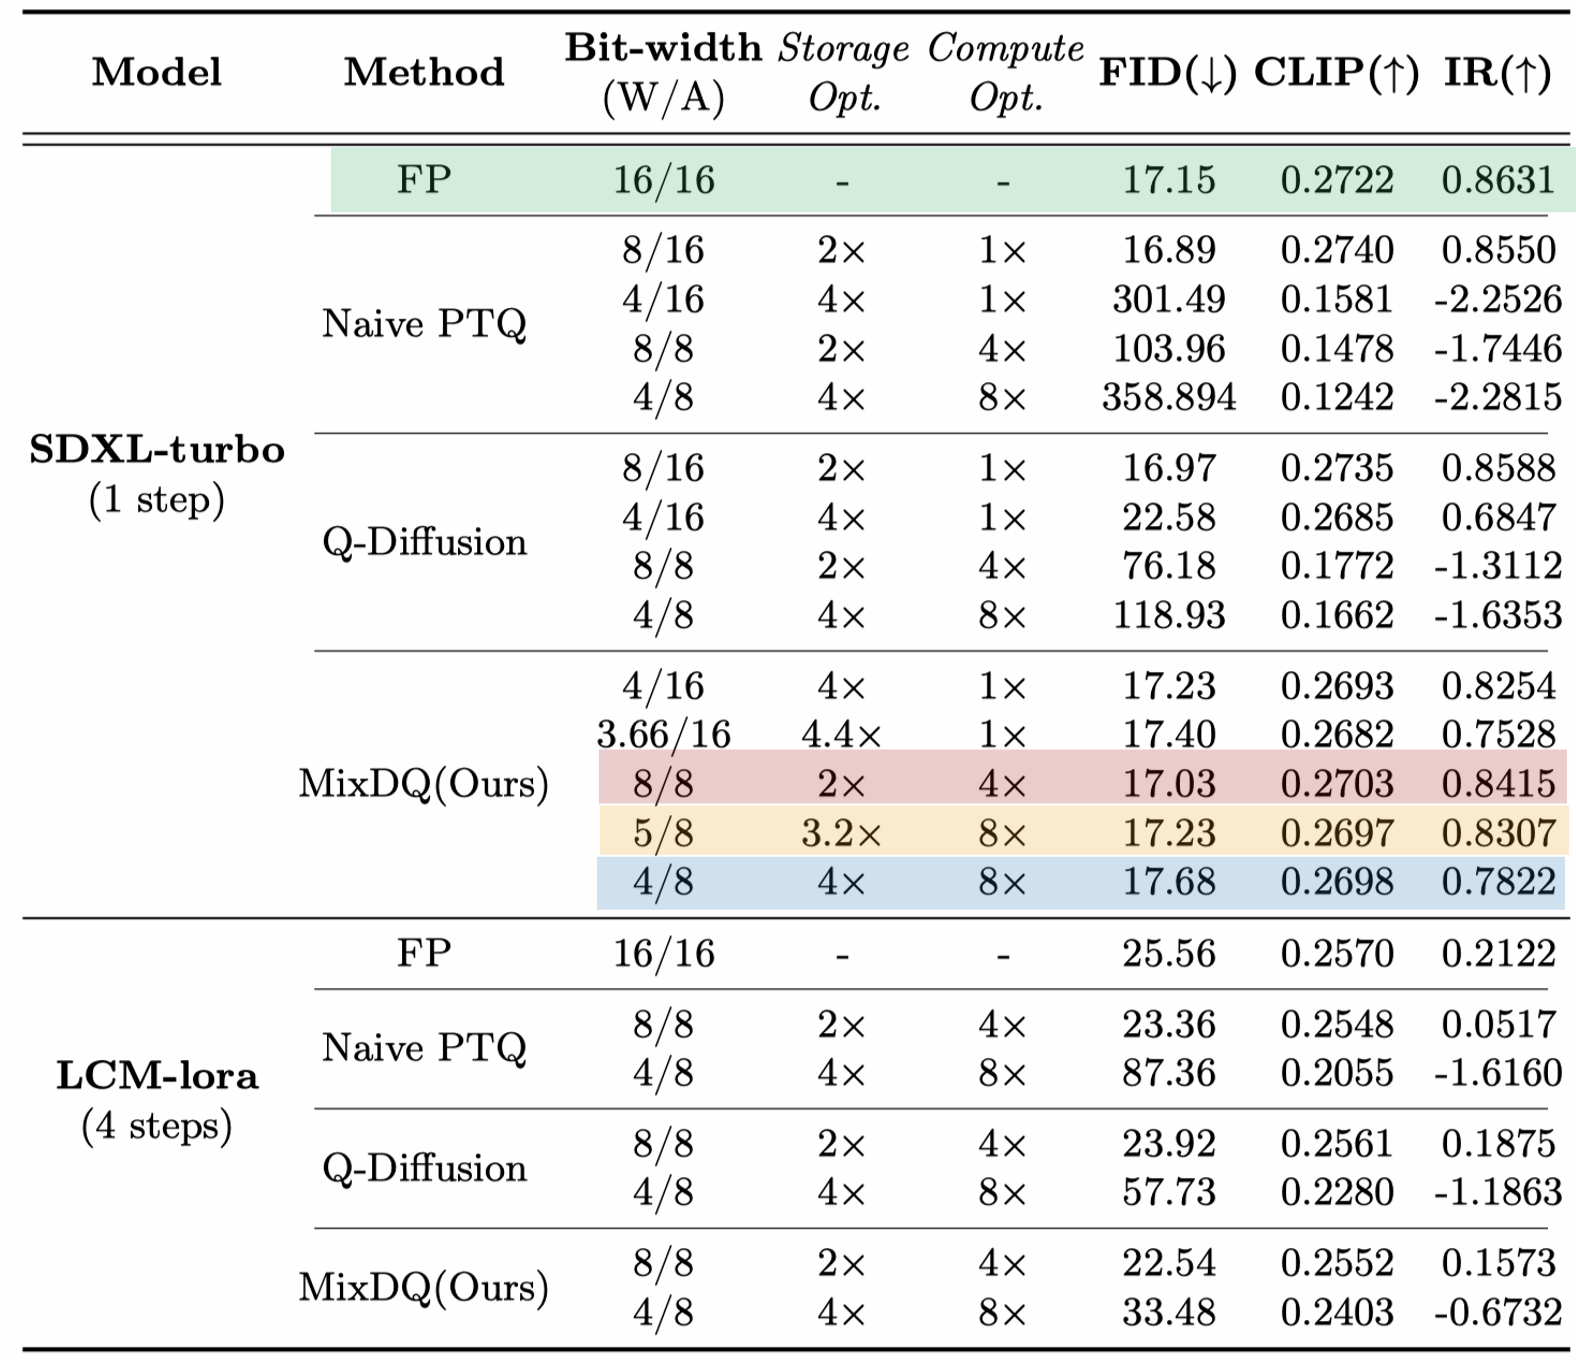 Model Method Bit-width (W/A) Storage Opt. Compute Opt. FID(↓) CLIP(↑) IR(↑)
SDXL-turbo (1 step)
FP 16/16 - - 17.15 0.2722 0.8631
Naive PTQ
8/16 2× 1× 16.89 0.2740 0.8550
4/16 4× 1× 301.49 0.1581 -2.2526
8/8 2× 4× 103.96 0.1478 -1.7446
4/8 4× 8× 358.894 0.1242 -2.2815
Q-Diffusion
8/16 2× 1× 16.97 0.2735 0.8588
4/16 4× 1× 22.58 0.2685 0.6847
8/8 2× 4× 76.18 0.1772 -1.3112
4/8 4× 8× 118.93 0.1662 -1.6353
MixDQ(Ours)
4/16 4× 1× 17.23 0.2693 0.8254
3.66/16 4.4× 1× 17.40 0.2682 0.7528
8/8 2× 4× 17.03 0.2703 0.8415
5/8 3.2× 8× 17.23 0.2697 0.8307
4/8 4× 8× 17.68 0.2698 0.7822
LCM-lora (4 steps)
FP 16/16 - - 25.56 0.2570 0.2122
Naive PTQ
8/8 2× 4× 23.36 0.2548 0.0517
4/8 4× 8× 87.36 0.2055 -1.6160
Q-Diffusion
8/8 2× 4× 23.92 0.2561 0.1875
4/8 4× 8× 57.73 0.2280 -1.1863
MixDQ(Ours)
8/8 2× 4× 22.54 0.2552 0.1573
4/8 4× 8× 33.48 0.2403 -0.6732